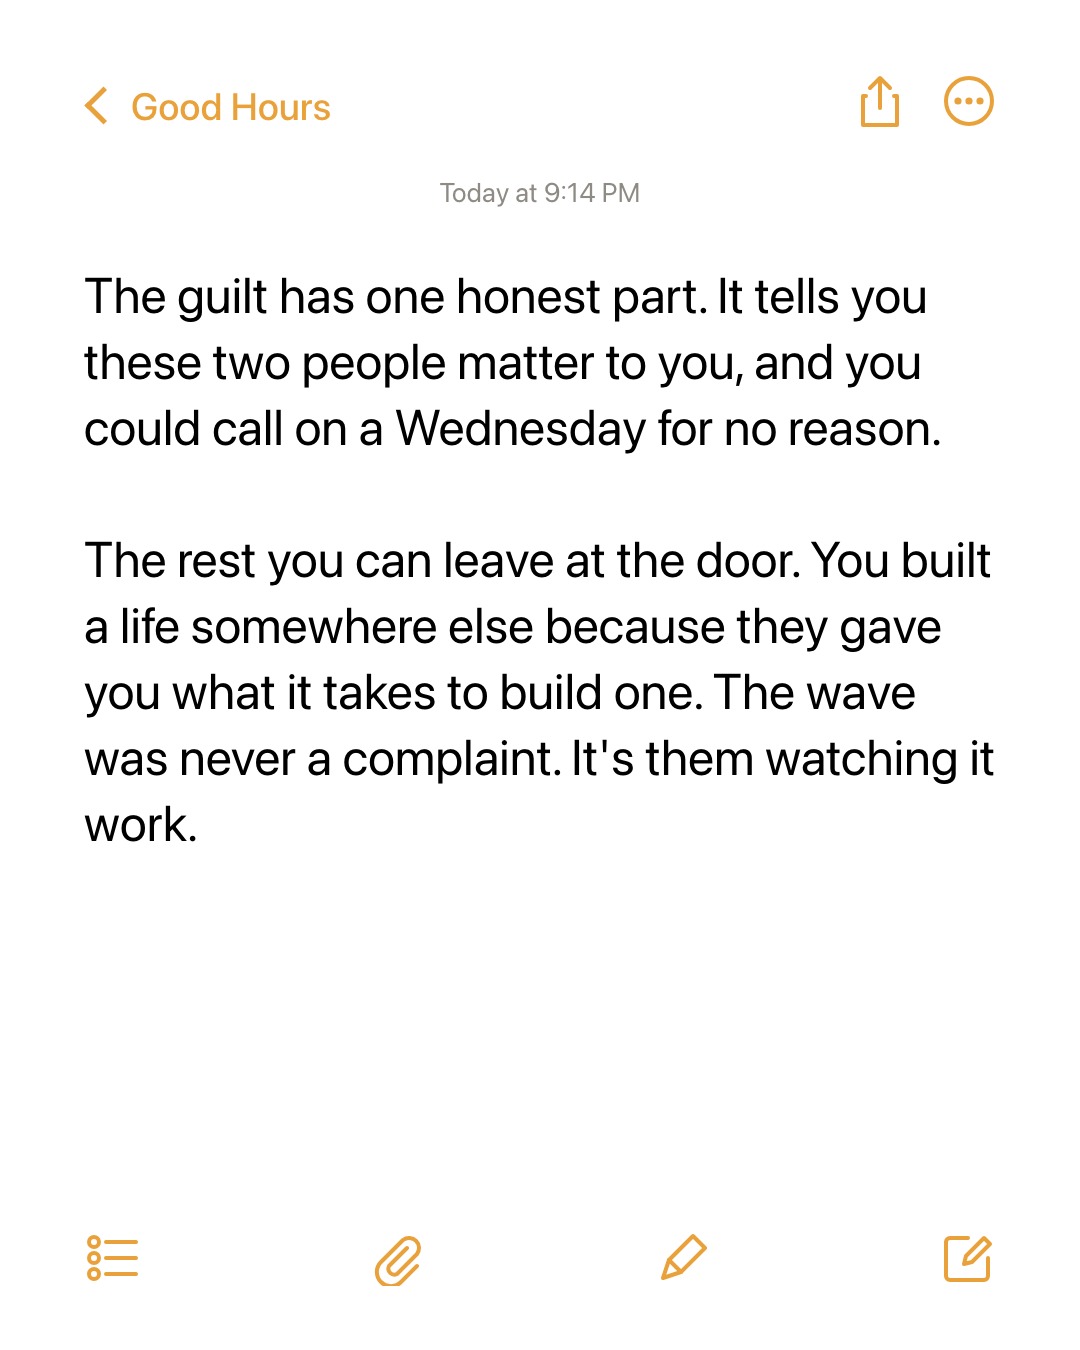 Good Hours
Today at 9:14 PM
The guilt has one honest part. It tells you
these two people matter to you, and you
could call on a Wednesday for no reason.
The rest you can leave at the door. You built
a life somewhere else because they gave
you what it takes to build one. The wave
was never a complaint. It's them watching it
work.